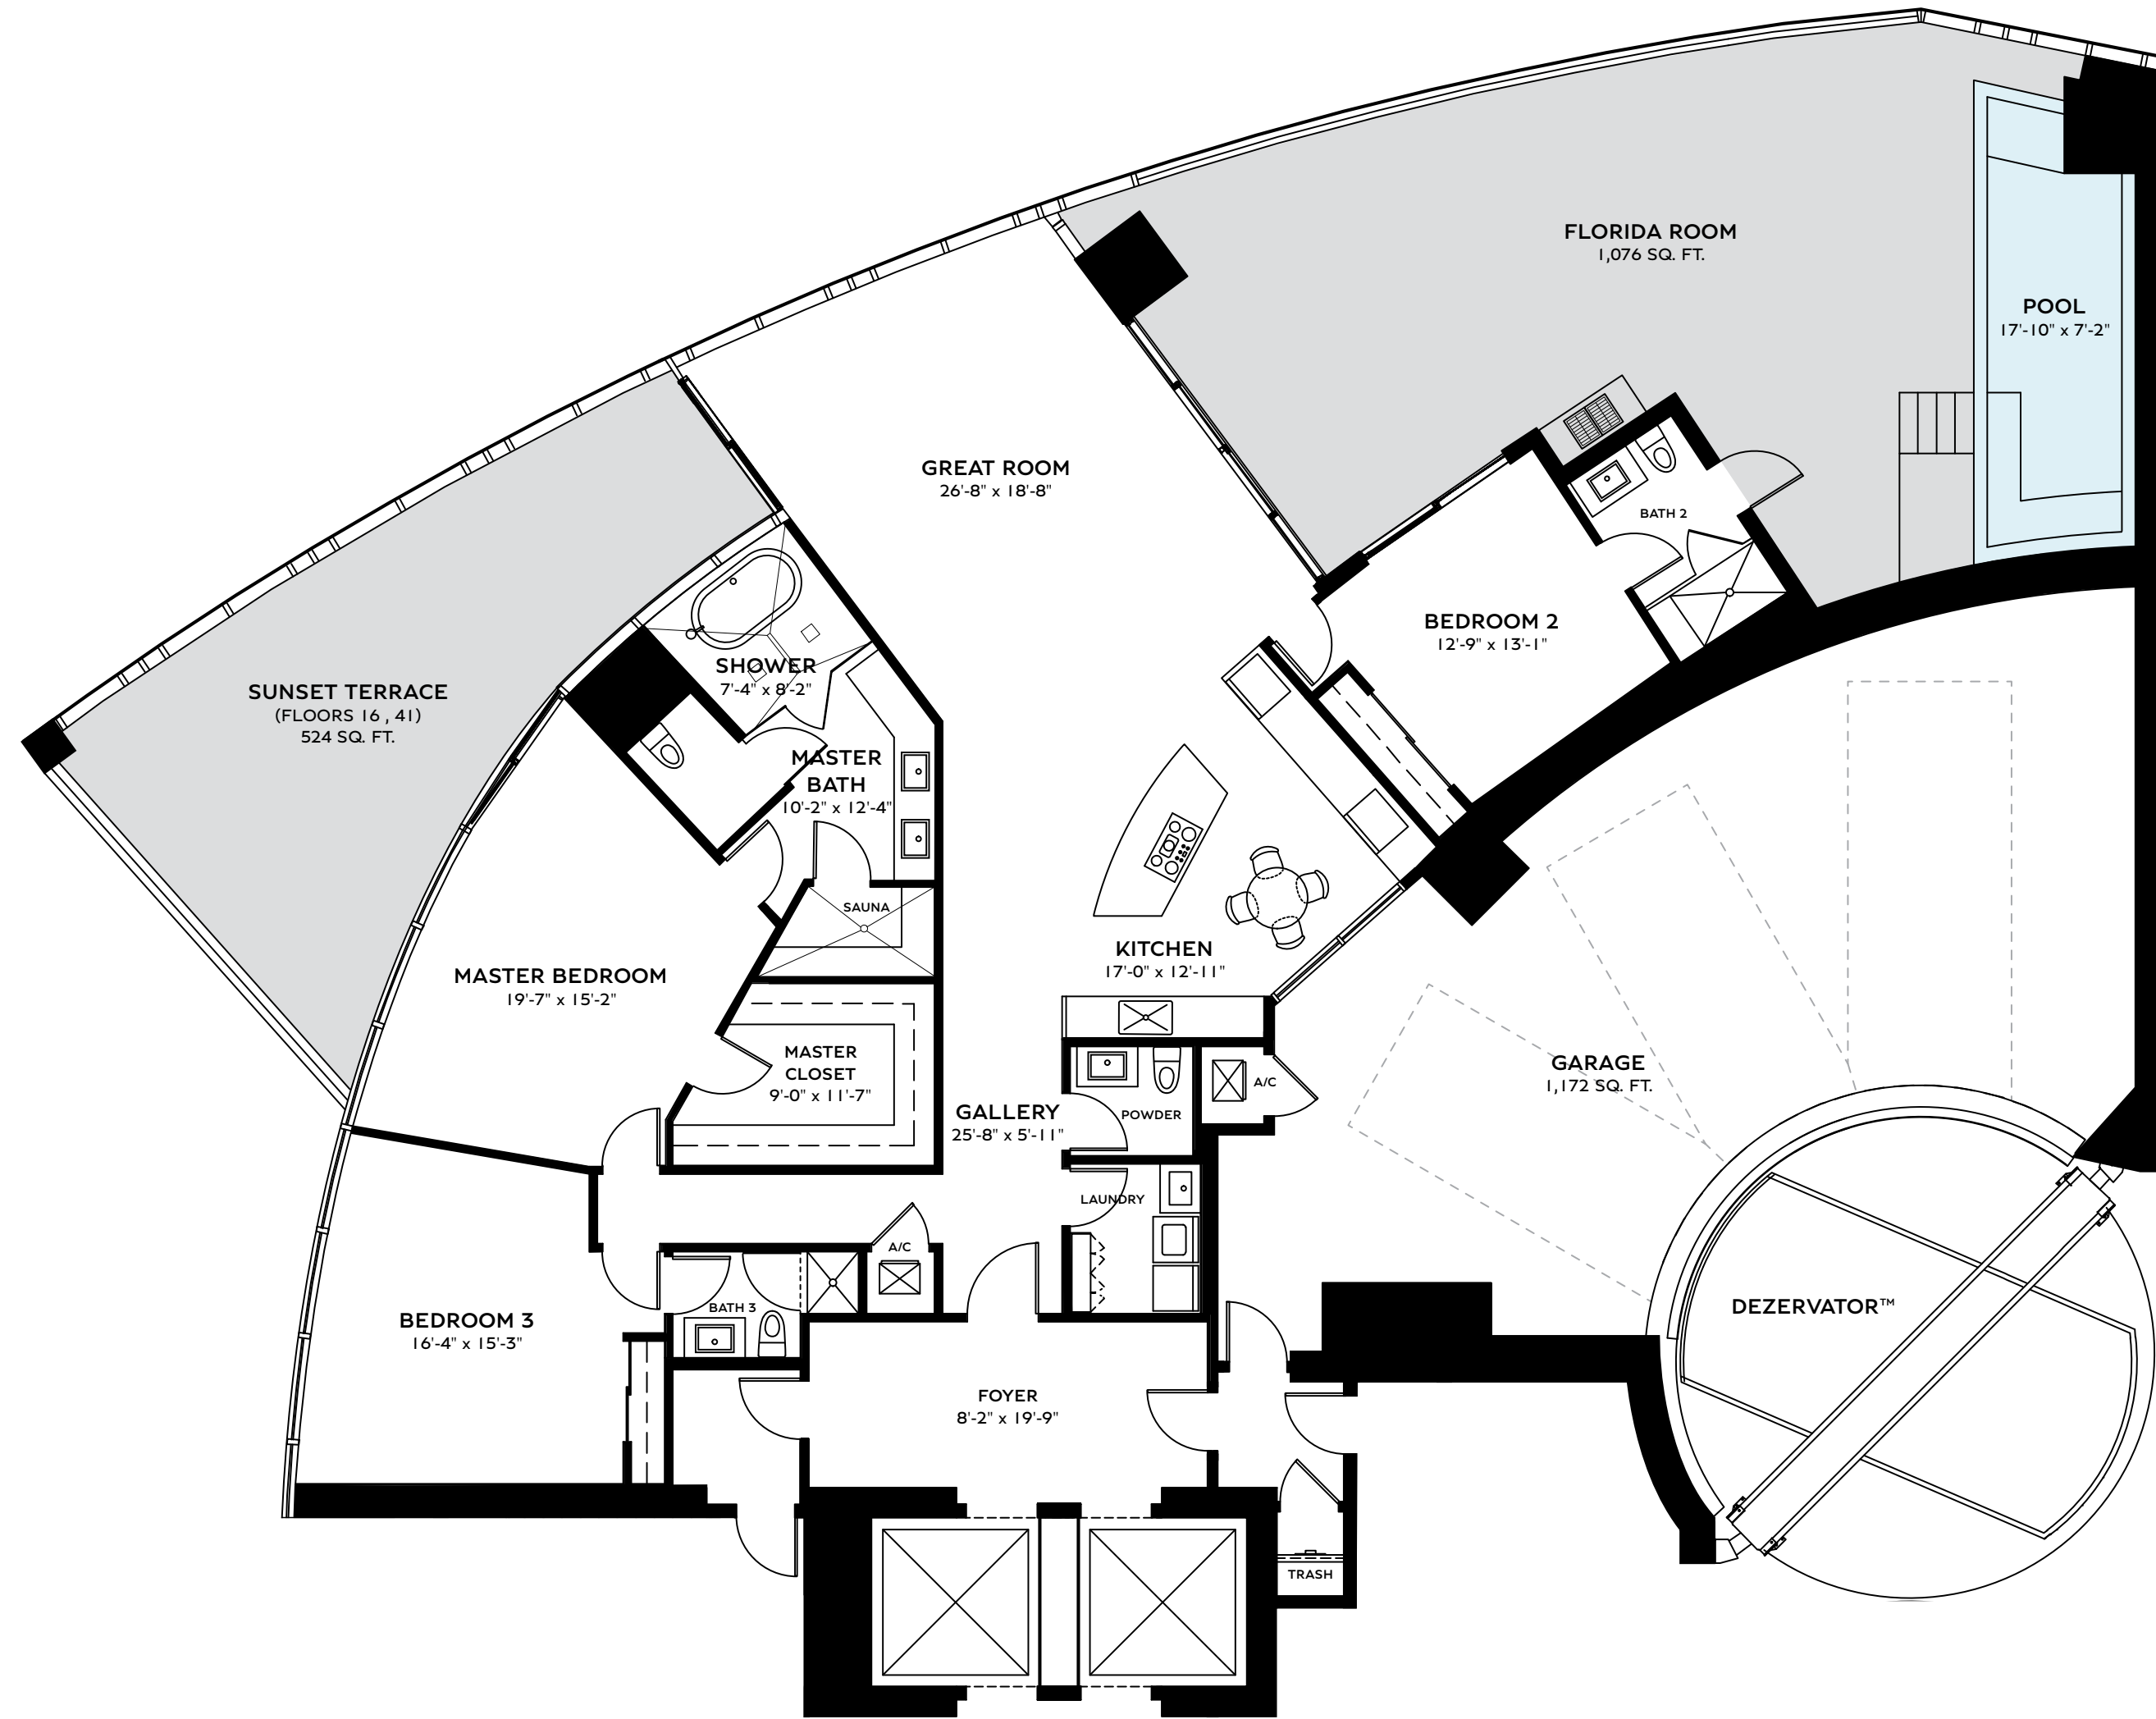 FLORIDA ROOM
1,076 SQ. FT.
POOL
17'-10" x 7'-2"
GREAT ROOM
26'-8" x 18'-8"
BATH 2
BEDROOM 2
12'-9" x 13'-1"
SHOWER
7'-4" x 8'-2"
SUNSET TERRACE
(FLOORS 16 , 41)
524 SQ. FT.
MASTER
BATH
10'-2" x 12'-4"
SAUNA
KITCHEN
17'-0" x 12'-11"
MASTER BEDROOM
19'-7" x 15'-2"
MASTER
CLOSET
9'-0" x 11'-7"
GARAGE
1,172 SQ. FT.
A/C
GALLERY
25'-8" x 5'-11"
POWDER
LAUNDRY
A/C
BATH 3
DEZERVATOR™
BEDROOM 3
16'-4" x 15'-3"
FOYER
8'-2" x 19'-9"
TRASH